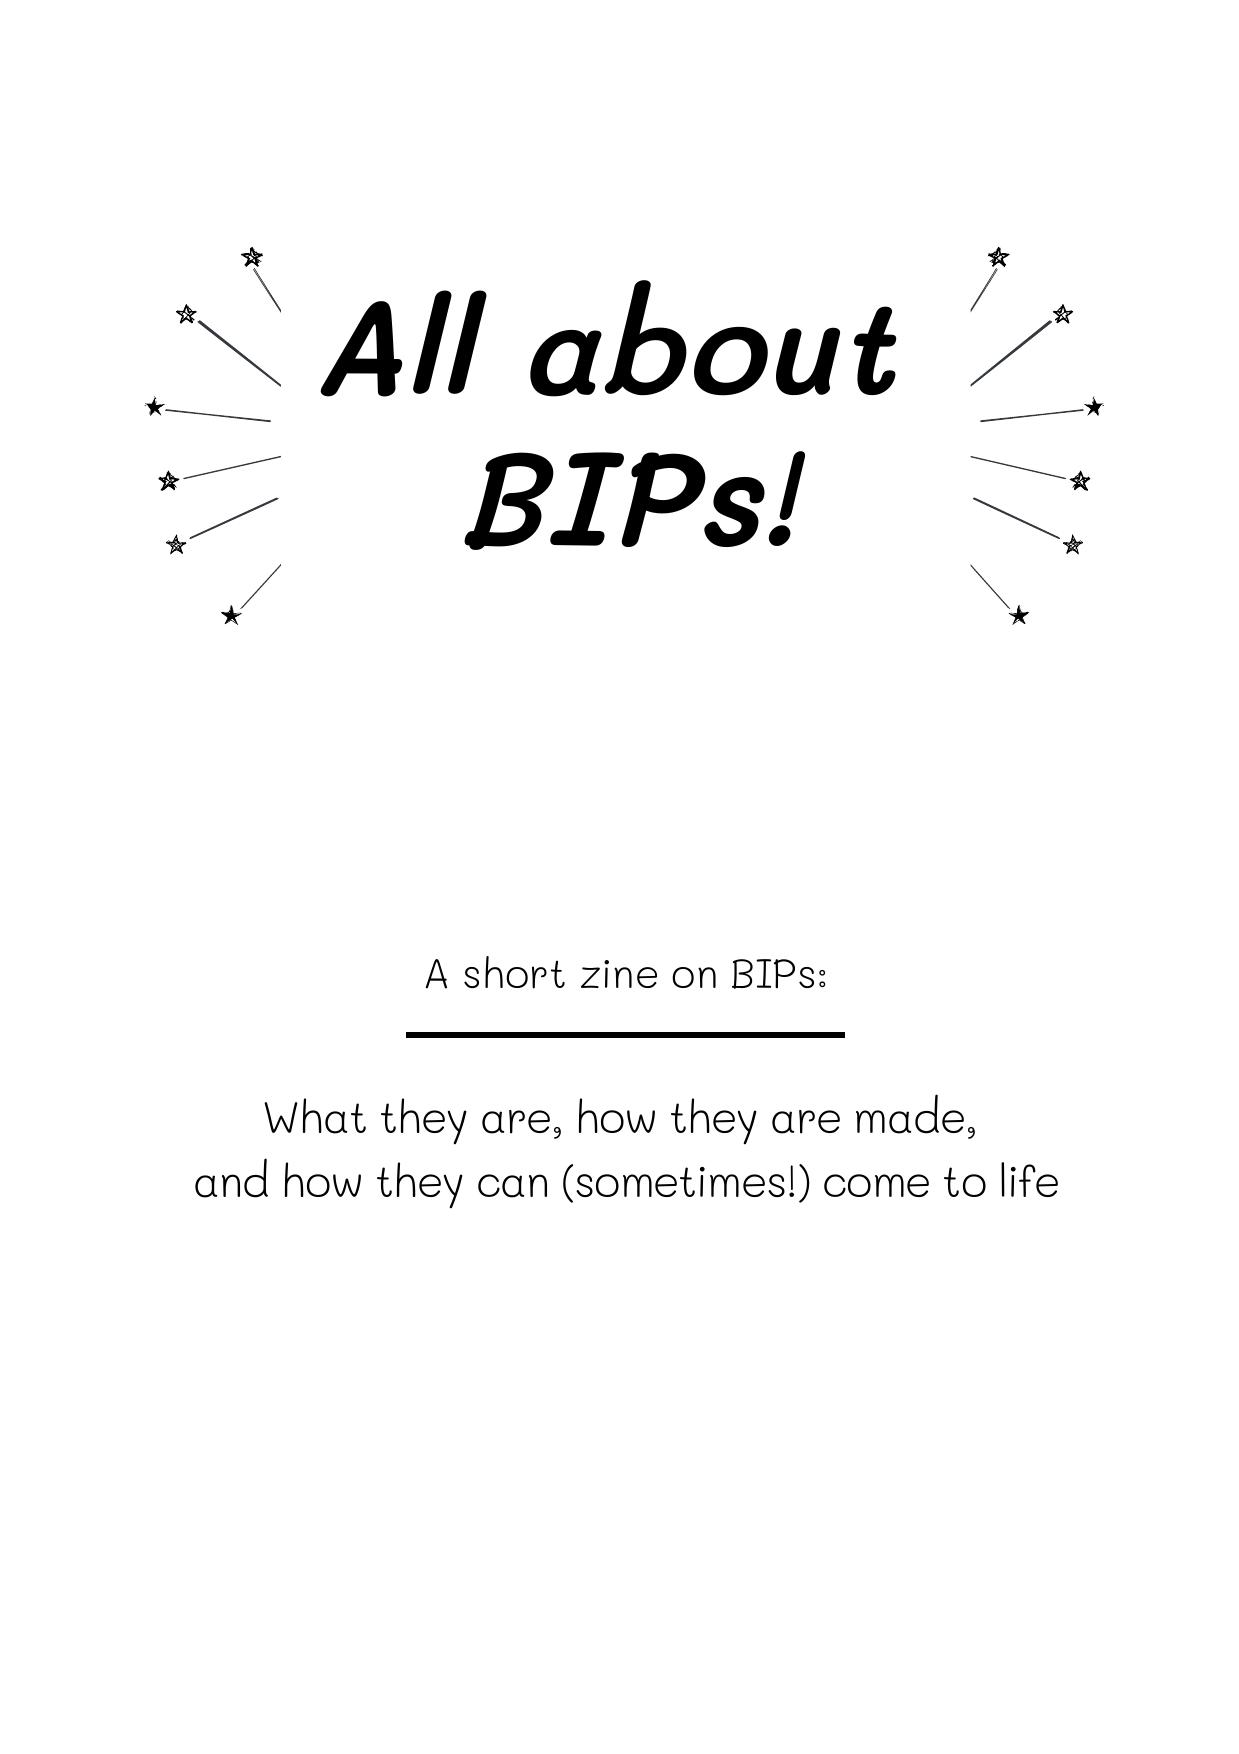 All about
BIPs!
A short zine on BIPs:
What they are, how they are made,
and how they can (sometimes!) come to life